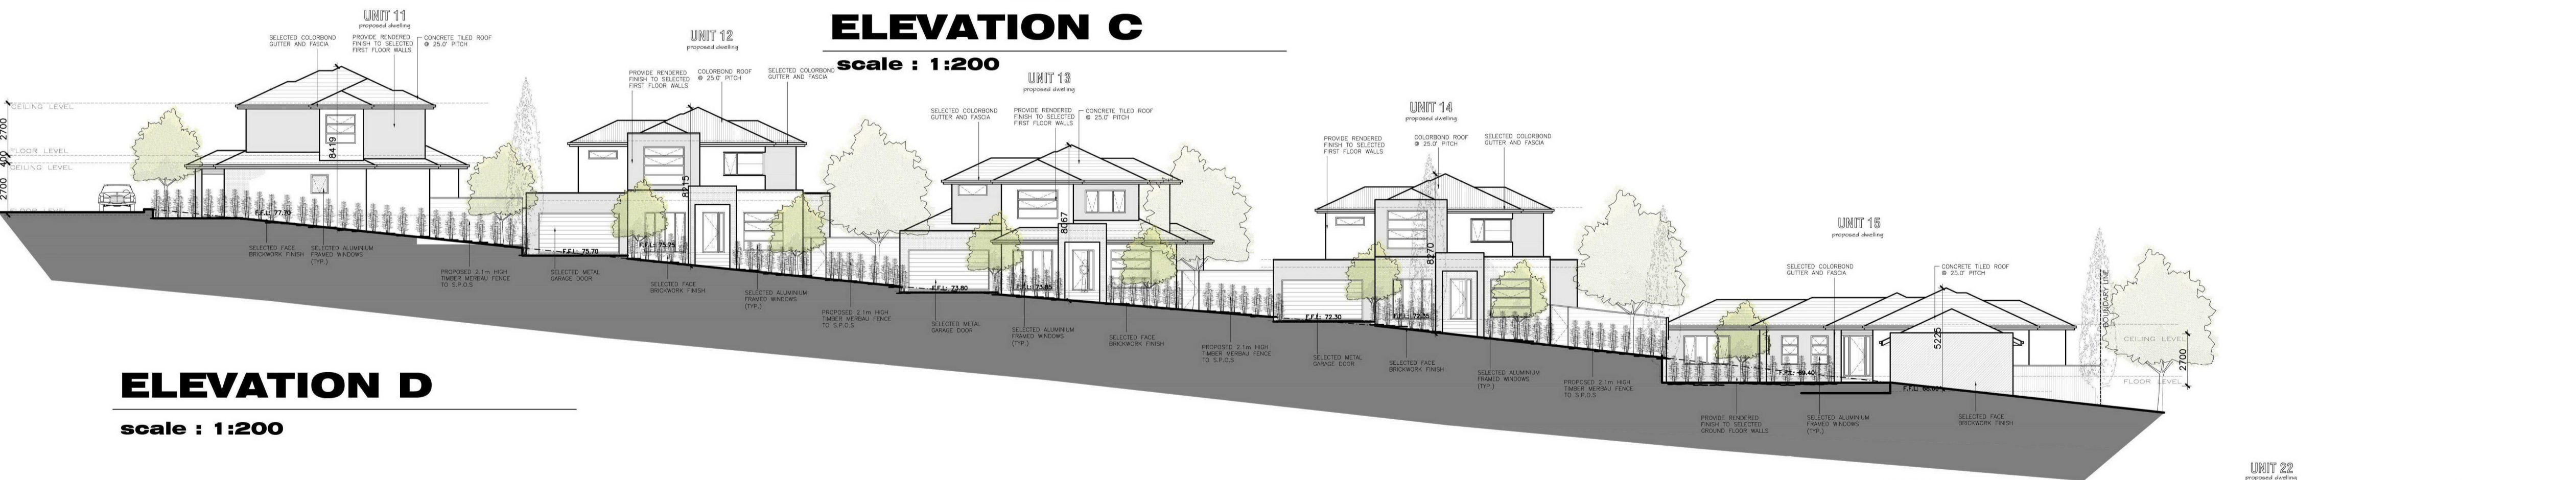 ELEVATION C
scale : 1:200
UNIT 11
proposed dwelling
SELECTED COLORBOND
GUTTER AND FASCIA
PROVIDE RENDERED
FINISH TO SELECTED
FIRST FLOOR WALLS
CONCRETE TILED ROOF
@ 25.0° PITCH
CEILING LEVEL
2700
FLOOR LEVEL
400
CEILING LEVEL
2700
FLOOR LEVEL
8419
F.F.L: 77.70
SELECTED FACE
BRICKWORK FINISH
SELECTED ALUMINIUM
FRAMED WINDOWS
(TYP.)
PROPOSED 2.1m HIGH
TIMBER MERBAU FENCE
TO S.P.O.S
UNIT 12
proposed dwelling
PROVIDE RENDERED
FINISH TO SELECTED
FIRST FLOOR WALLS
COLORBOND ROOF
@ 25.0° PITCH
SELECTED COLORBOND
GUTTER AND FASCIA
8215
F.F.L: 75.70
F.F.L: 75.75
SELECTED METAL
GARAGE DOOR
SELECTED FACE
BRICKWORK FINISH
SELECTED ALUMINIUM
FRAMED WINDOWS
(TYP.)
PROPOSED 2.1m HIGH
TIMBER MERBAU FENCE
TO S.P.O.S
UNIT 13
proposed dwelling
SELECTED COLORBOND
GUTTER AND FASCIA
PROVIDE RENDERED
FINISH TO SELECTED
FIRST FLOOR WALLS
CONCRETE TILED ROOF
@ 25.0° PITCH
8067
F.F.L: 73.80
F.F.L: 73.85
SELECTED METAL
GARAGE DOOR
SELECTED ALUMINIUM
FRAMED WINDOWS
(TYP.)
SELECTED FACE
BRICKWORK FINISH
PROPOSED 2.1m HIGH
TIMBER MERBAU FENCE
TO S.P.O.S
UNIT 14
proposed dwelling
PROVIDE RENDERED
FINISH TO SELECTED
FIRST FLOOR WALLS
COLORBOND ROOF
@ 25.0° PITCH
SELECTED COLORBOND
GUTTER AND FASCIA
8270
F.F.L: 72.30
F.F.L: 72.35
SELECTED METAL
GARAGE DOOR
SELECTED FACE
BRICKWORK FINISH
SELECTED ALUMINIUM
FRAMED WINDOWS
(TYP.)
PROPOSED 2.1m HIGH
TIMBER MERBAU FENCE
TO S.P.O.S
UNIT 15
proposed dwelling
SELECTED COLORBOND
GUTTER AND FASCIA
CONCRETE TILED ROOF
@ 25.0° PITCH
BOUNDARY LINE
5225
CEILING LEVEL
2700
FLOOR LEVEL
F.F.L: 69.40
PROVIDE RENDERED
FINISH TO SELECTED
GROUND FLOOR WALLS
SELECTED ALUMINIUM
FRAMED WINDOWS
(TYP.)
SELECTED FACE
BRICKWORK FINISH
ELEVATION D
scale : 1:200
UNIT 22
proposed dwelling